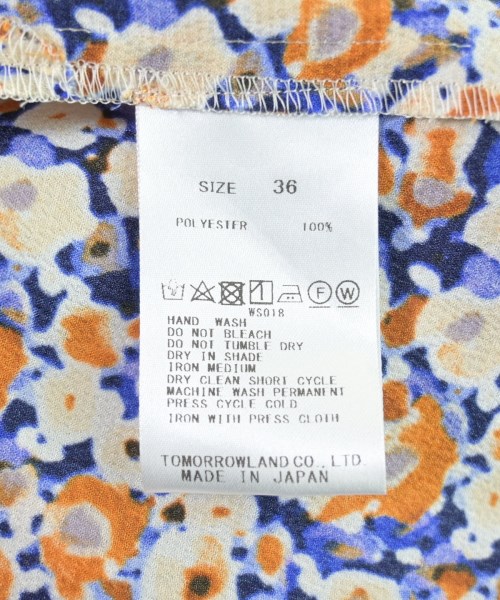 SIZE 36
POLYESTER 100%
F W
WS018
HAND WASH
DO NOT BLEACH
DO NOT TUMBLE DRY
DRY IN SHADE
IRON MEDIUM
DRY CLEAN SHORT CYCLE
MACHINE WASH PERMANENT
PRESS CYCLE COLD
IRON WITH PRESS CLOTH
TOMORROWLAND CO., LTD.
MADE IN JAPAN